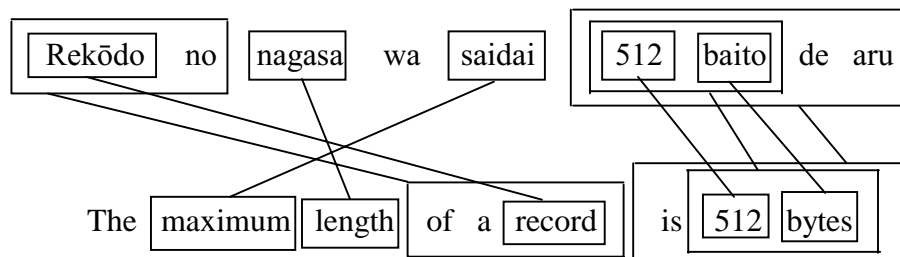 Rekōdo no nagasa wa saidai 512 baito de aru
The maximum length of a record is 512 bytes